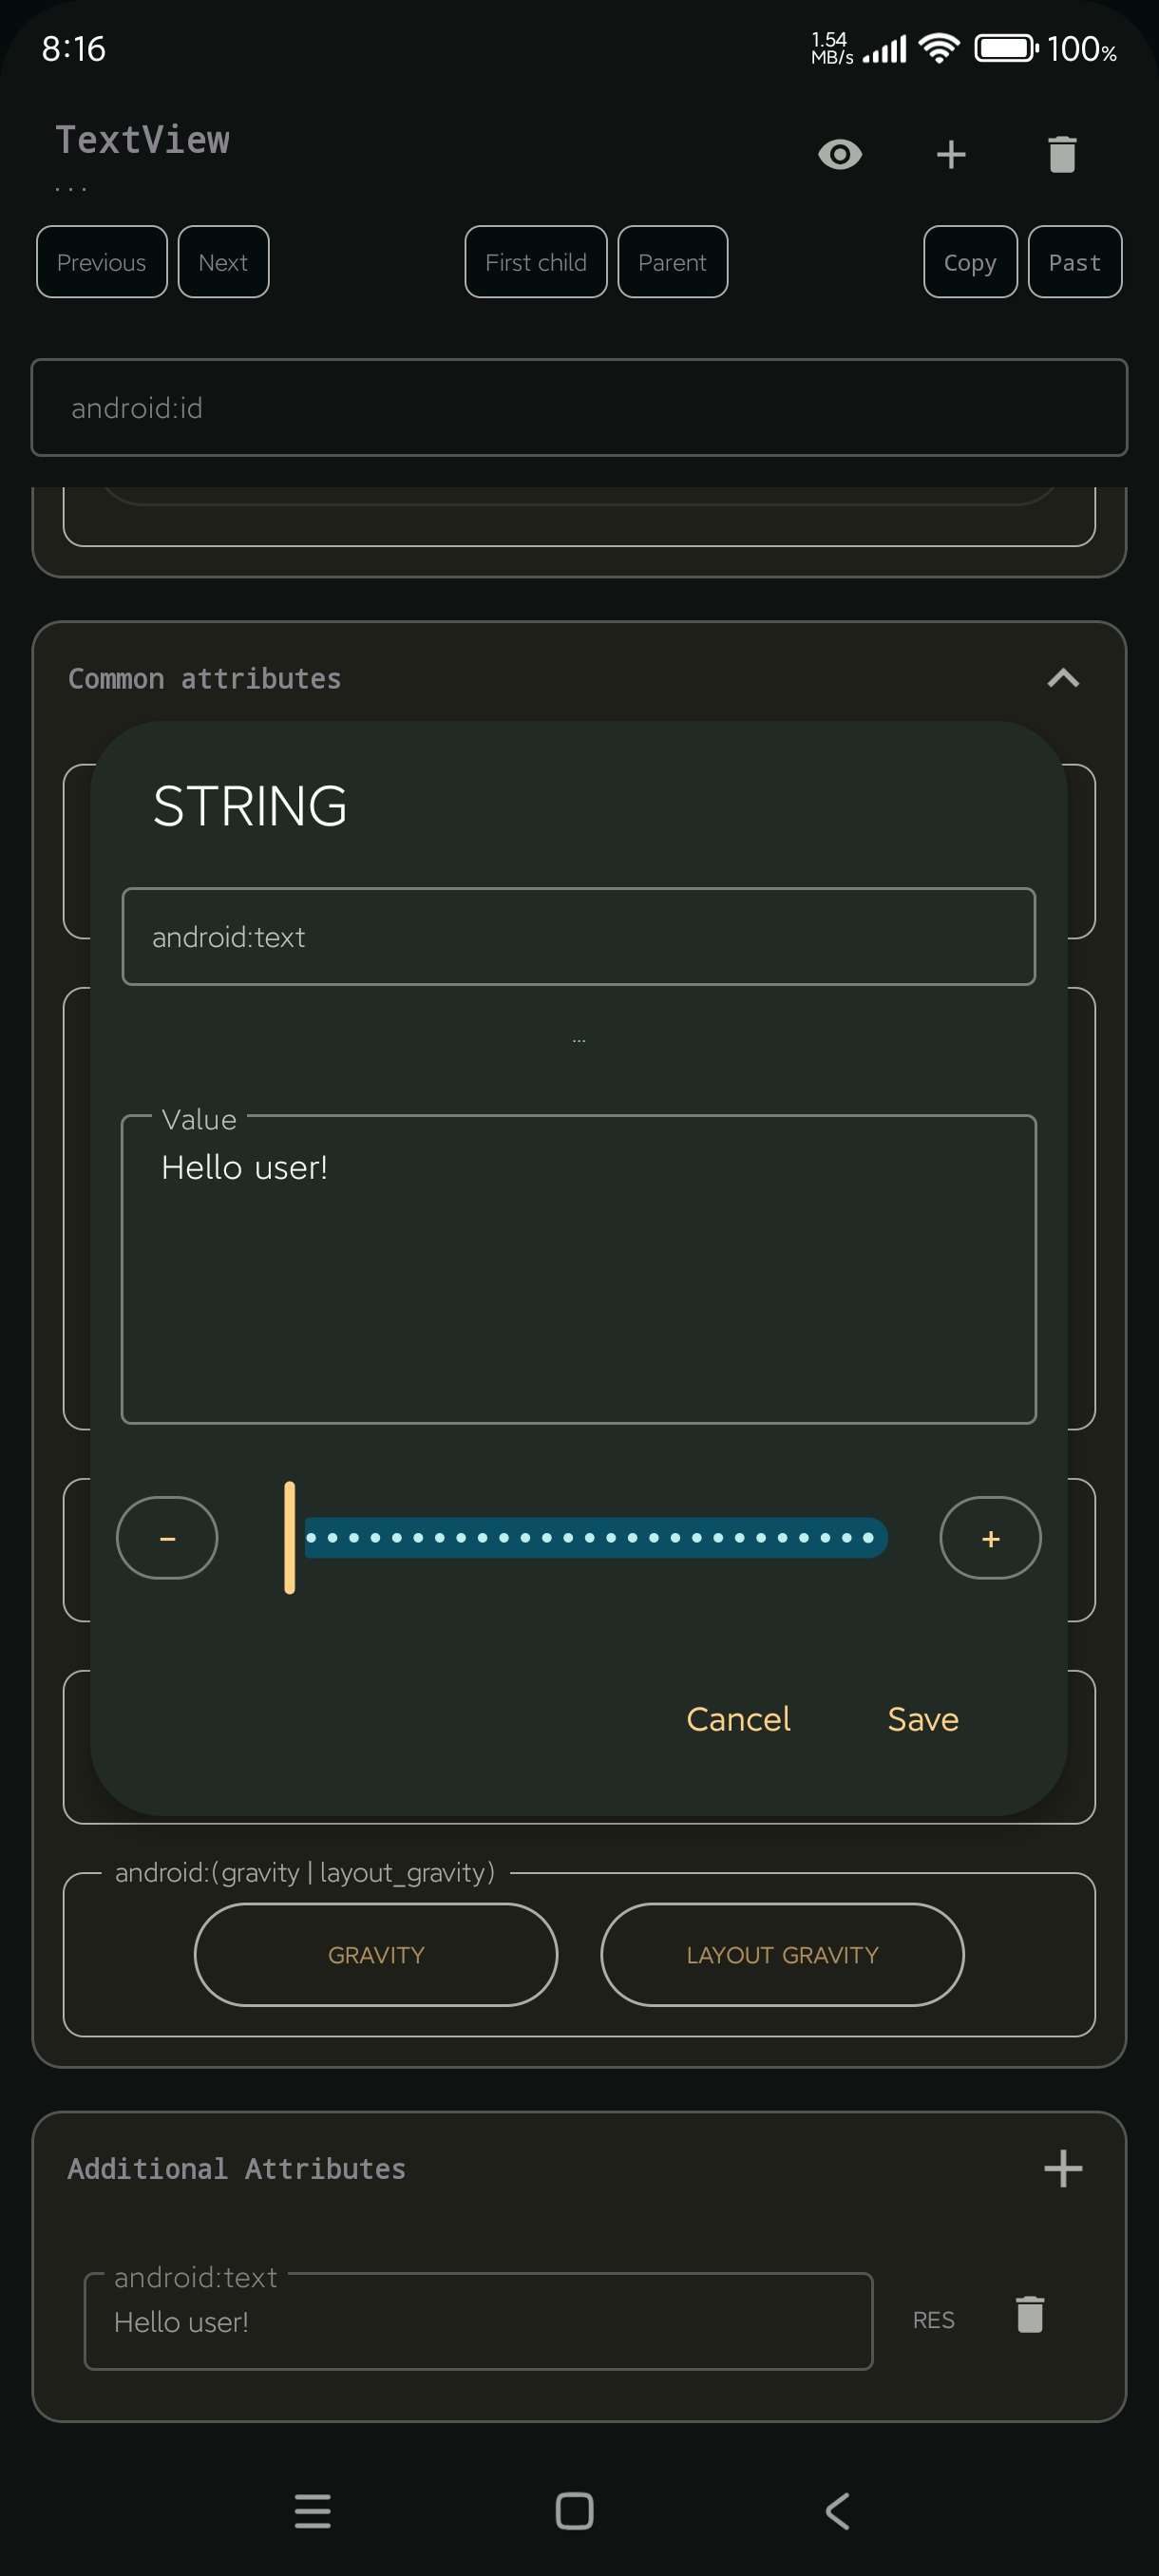 8:16
1.54
MB/s
100%
TextView
...
Previous
Next
First child
Parent
Copy
Past
android:id
Common attributes
STRING
android:text
...
Value
Hello user!
-
+
Cancel
Save
android:(gravity | layout_gravity)
GRAVITY
LAYOUT GRAVITY
Additional Attributes
android:text
Hello user!
RES